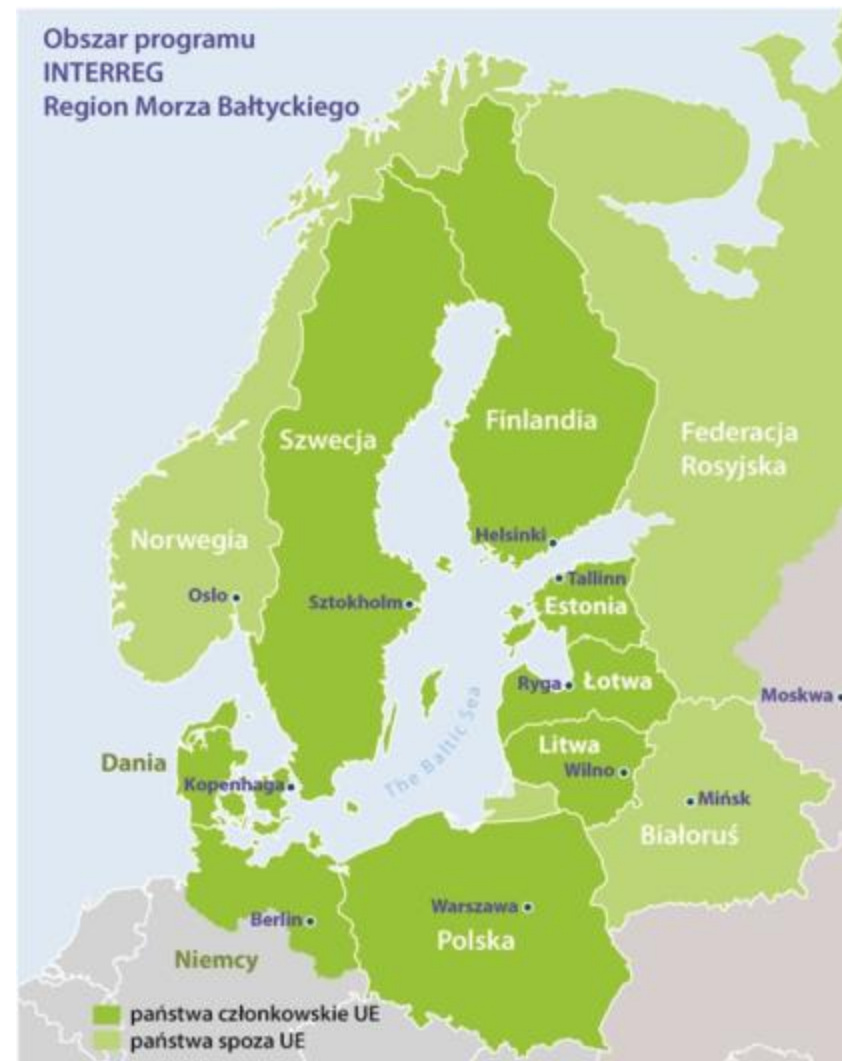 Obszar programu
INTERREG
Region Morza Bałtyckiego
Szwecja
Finlandia
Federacja
Rosyjska
Norwegia
Helsinki
Oslo
Sztokholm
Tallinn
Estonia
Ryga
Łotwa
Moskwa
The Baltic Sea
Litwa
Dania
Wilno
Kopenhaga
Mińsk
Białoruś
Warszawa
Berlin
Polska
Niemcy
państwa członkowskie UE
państwa spoza UE